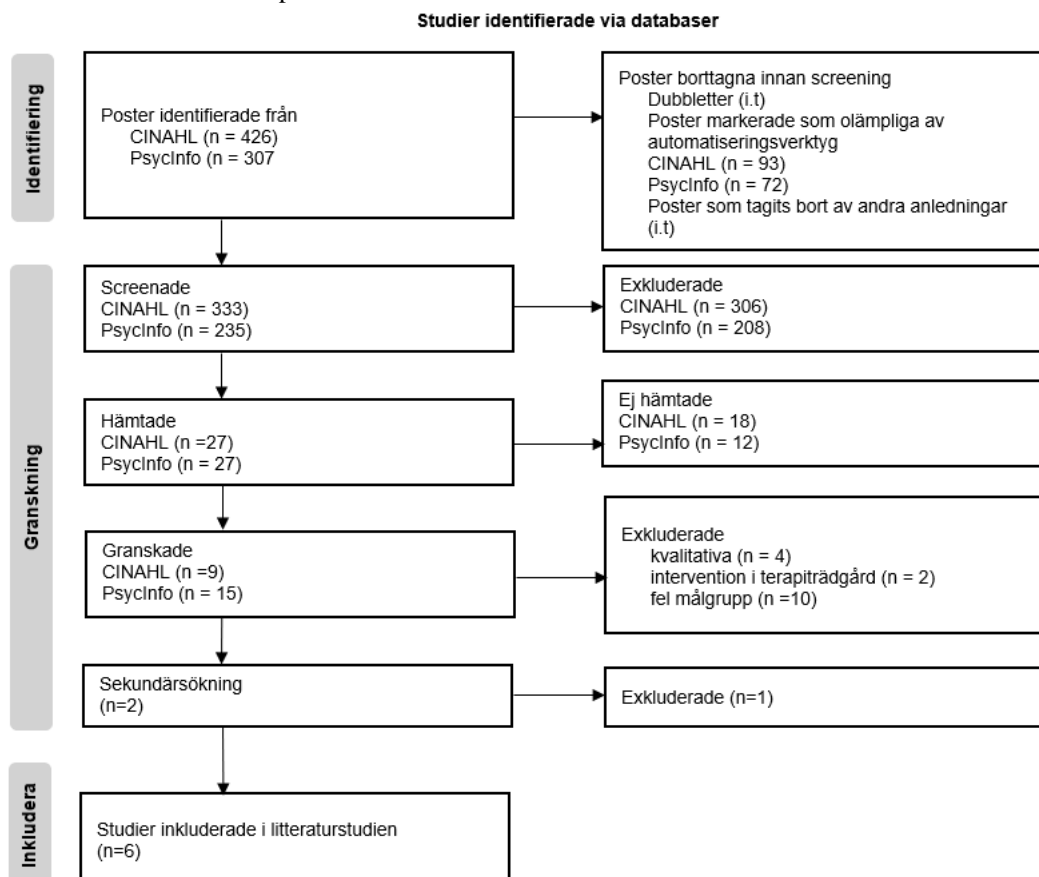 Studier identifierade via databaser
Identifiering
Poster identifierade från
CINAHL (n = 426)
PsycInfo (n = 307
Poster borttagna innan screening
Dubbletter (i.t)
Poster markerade som olämpliga av
automatiseringsverktyg
CINAHL (n = 93)
PsycInfo (n = 72)
Poster som tagits bort av andra anledningar
(i.t)
Granskning
Screenade
CINAHL (n = 333)
PsycInfo (n = 235)
Exkluderade
CINAHL (n = 306)
PsycInfo (n = 208)
Hämtade
CINAHL (n =27)
PsycInfo (n = 27)
Ej hämtade
CINAHL (n = 18)
PsycInfo (n = 12)
Granskade
CINAHL (n =9)
PsycInfo (n = 15)
Exkluderade
kvalitativa (n = 4)
intervention i terapiträdgård (n = 2)
fel målgrupp (n =10)
Sekundärsökning
(n=2)
Exkluderade (n=1)
Inkludera
Studier inkluderade i litteraturstudien
(n=6)